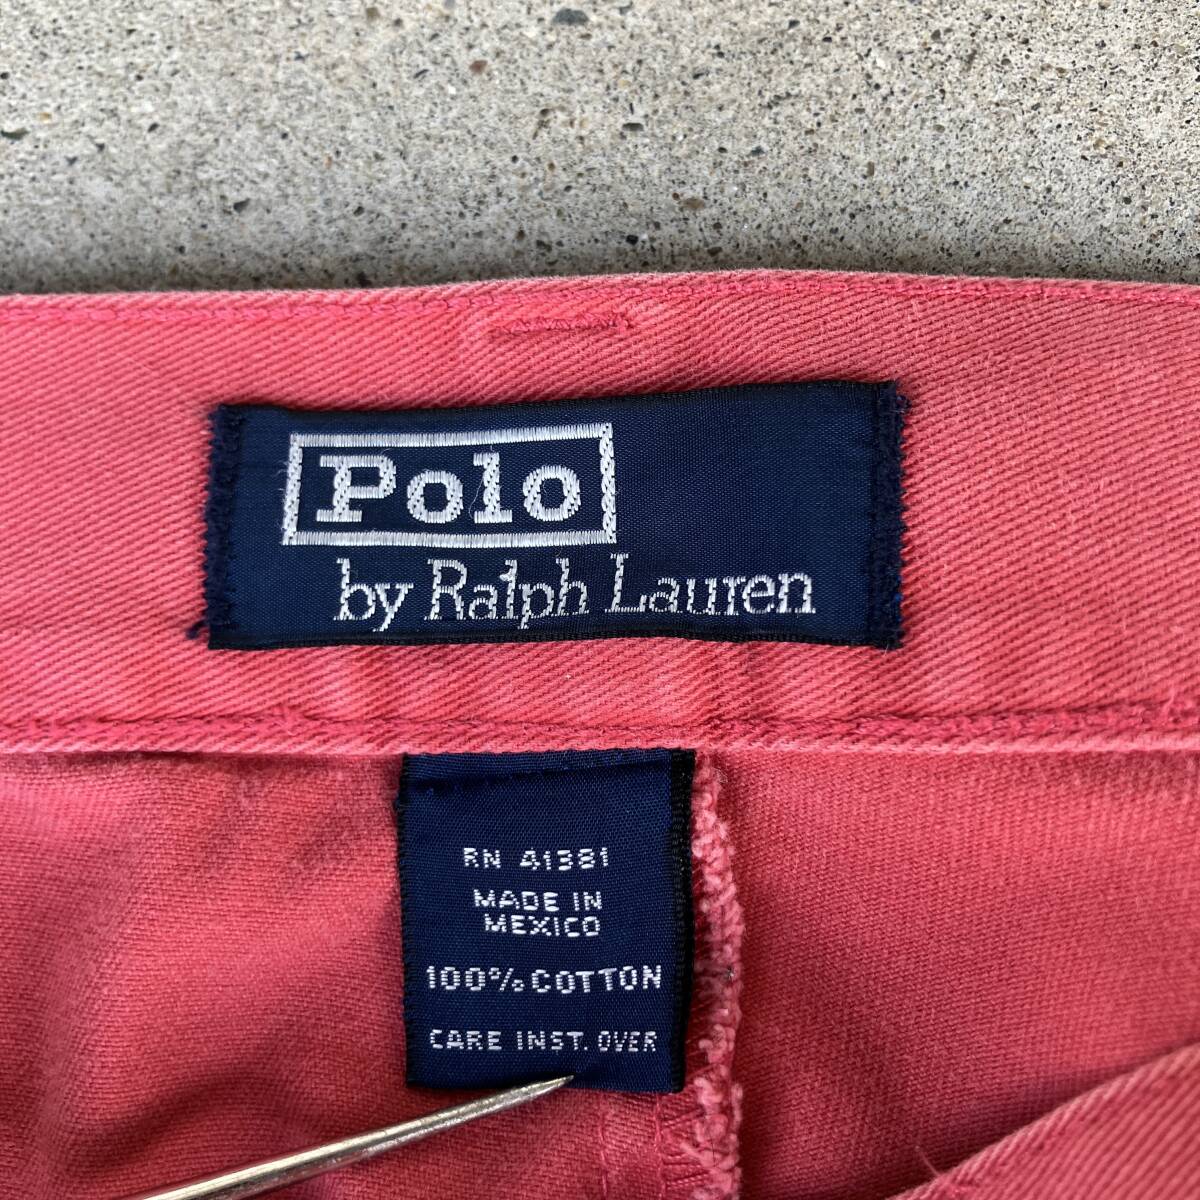 Polo
by Ralph Lauren
RN 41381
MADE IN
MEXICO
100% COTTON
CARE INST. OVER